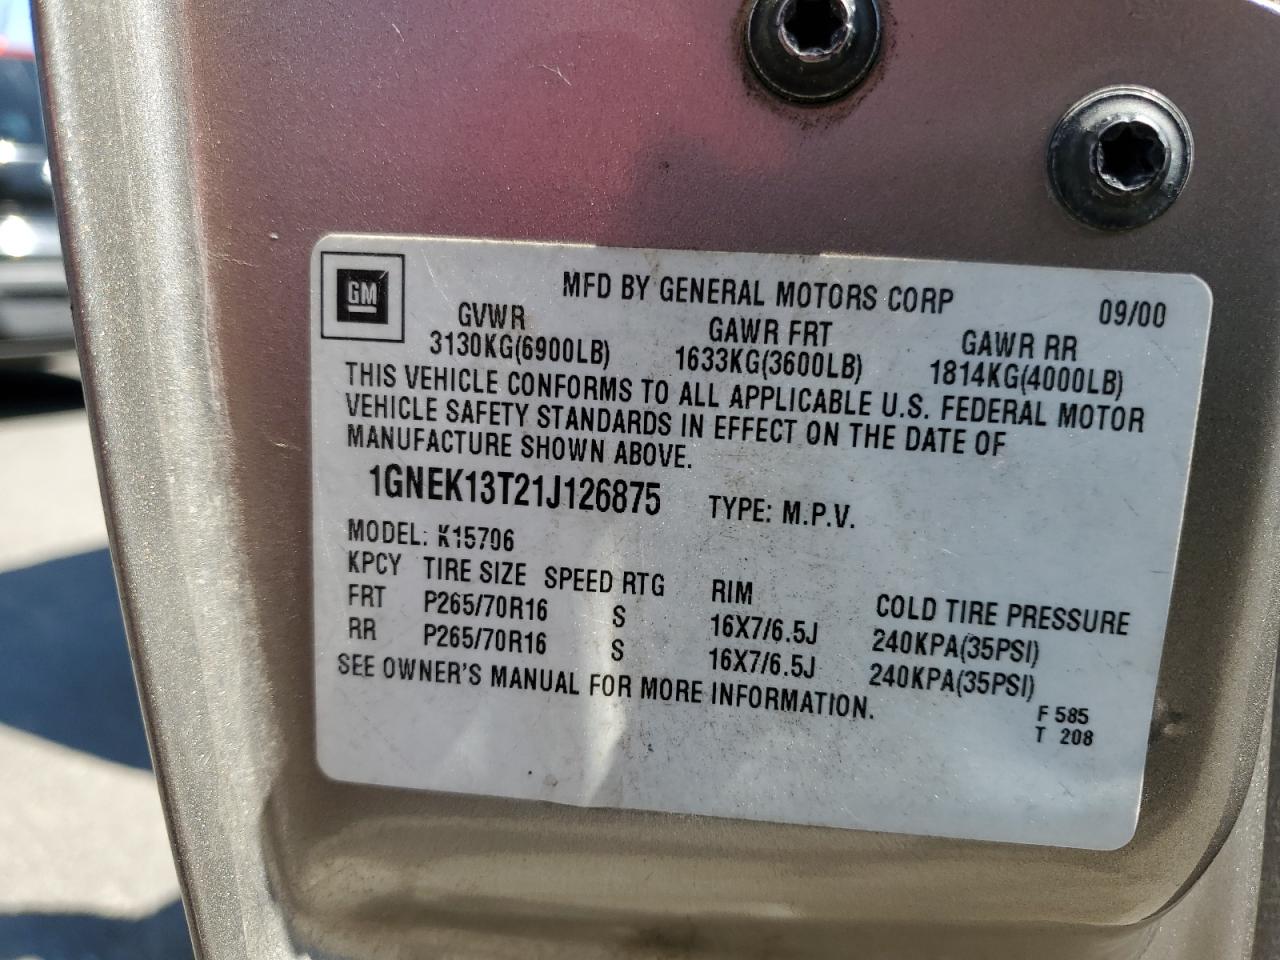 GM
MFD BY GENERAL MOTORS CORP 09/00
GVWR GAWR FRT GAWR RR
3130KG(6900LB) 1633KG(3600LB) 1814KG(4000LB)
THIS VEHICLE CONFORMS TO ALL APPLICABLE U.S. FEDERAL MOTOR
VEHICLE SAFETY STANDARDS IN EFFECT ON THE DATE OF
MANUFACTURE SHOWN ABOVE.
1GNEK13T21J126875 TYPE: M.P.V.
MODEL: K15706
KPCY TIRE SIZE SPEED RTG RIM COLD TIRE PRESSURE
FRT P265/70R16 S 16X7/6.5J 240KPA(35PSI)
RR P265/70R16 S 16X7/6.5J 240KPA(35PSI)
SEE OWNER'S MANUAL FOR MORE INFORMATION.
F 585
T 208